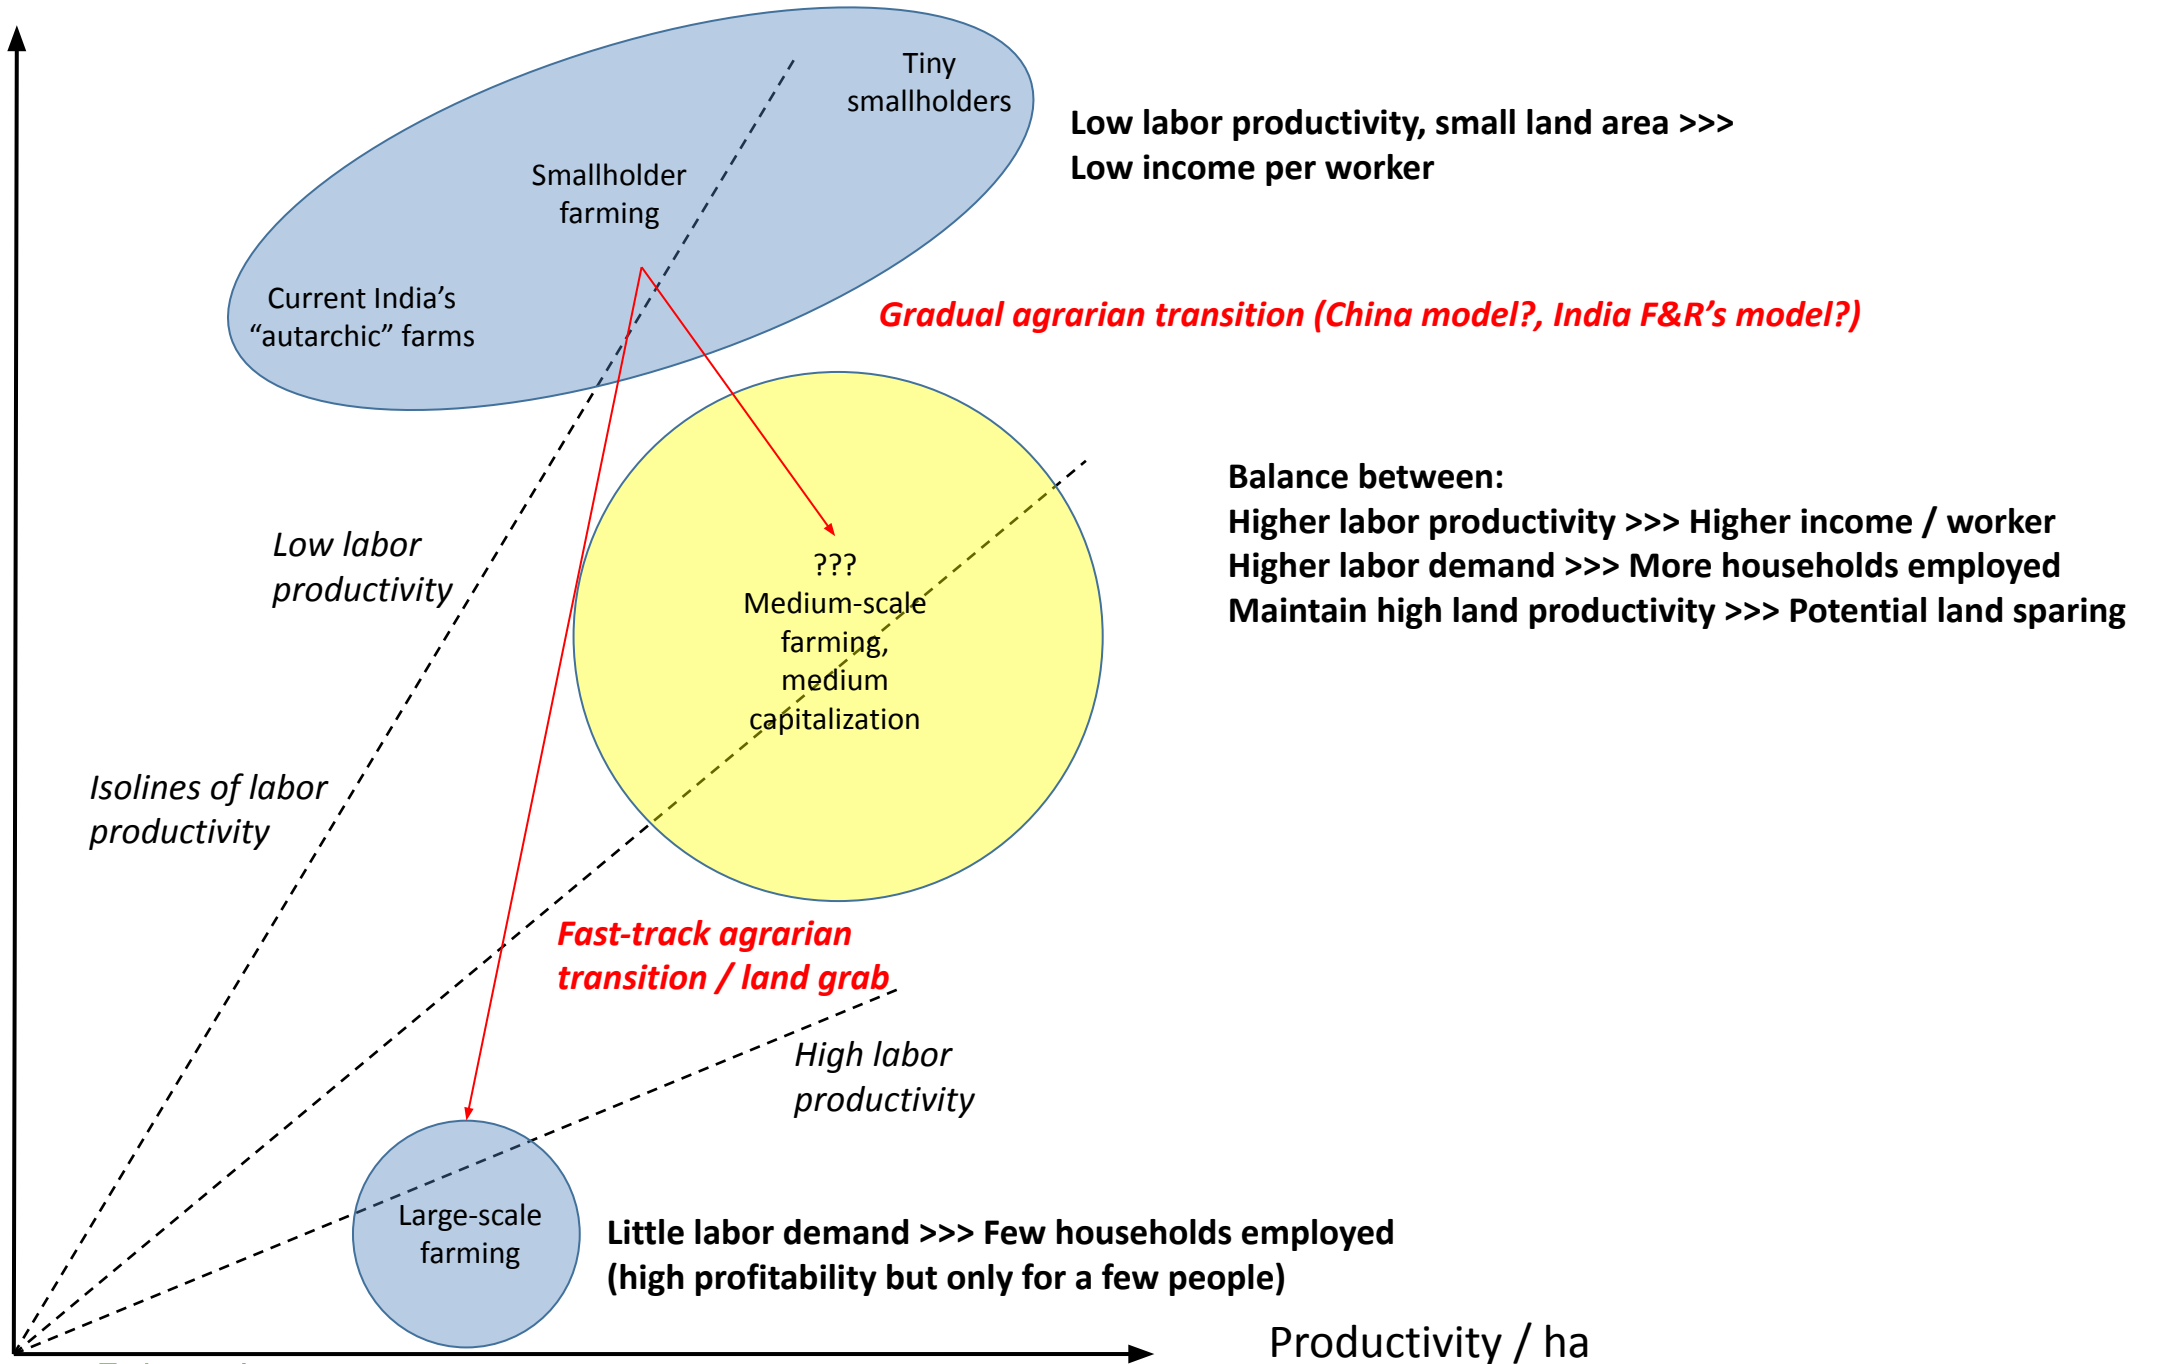 Tiny
smallholders
Low labor productivity, small land area >>>
Low income per worker
Smallholder
farming
Current India’s
“autarchic” farms
Gradual agrarian transition (China model?, India F&R’s model?)
Balance between:
Higher labor productivity >>> Higher income / worker
Higher labor demand >>> More households employed
Maintain high land productivity >>> Potential land sparing
Low labor
productivity
???
Medium-scale
farming,
medium
capitalization
Isolines of labor
productivity
Fast-track agrarian
transition / land grab
High labor
productivity
Large-scale
farming
Little labor demand >>> Few households employed
(high profitability but only for a few people)
Productivity / ha